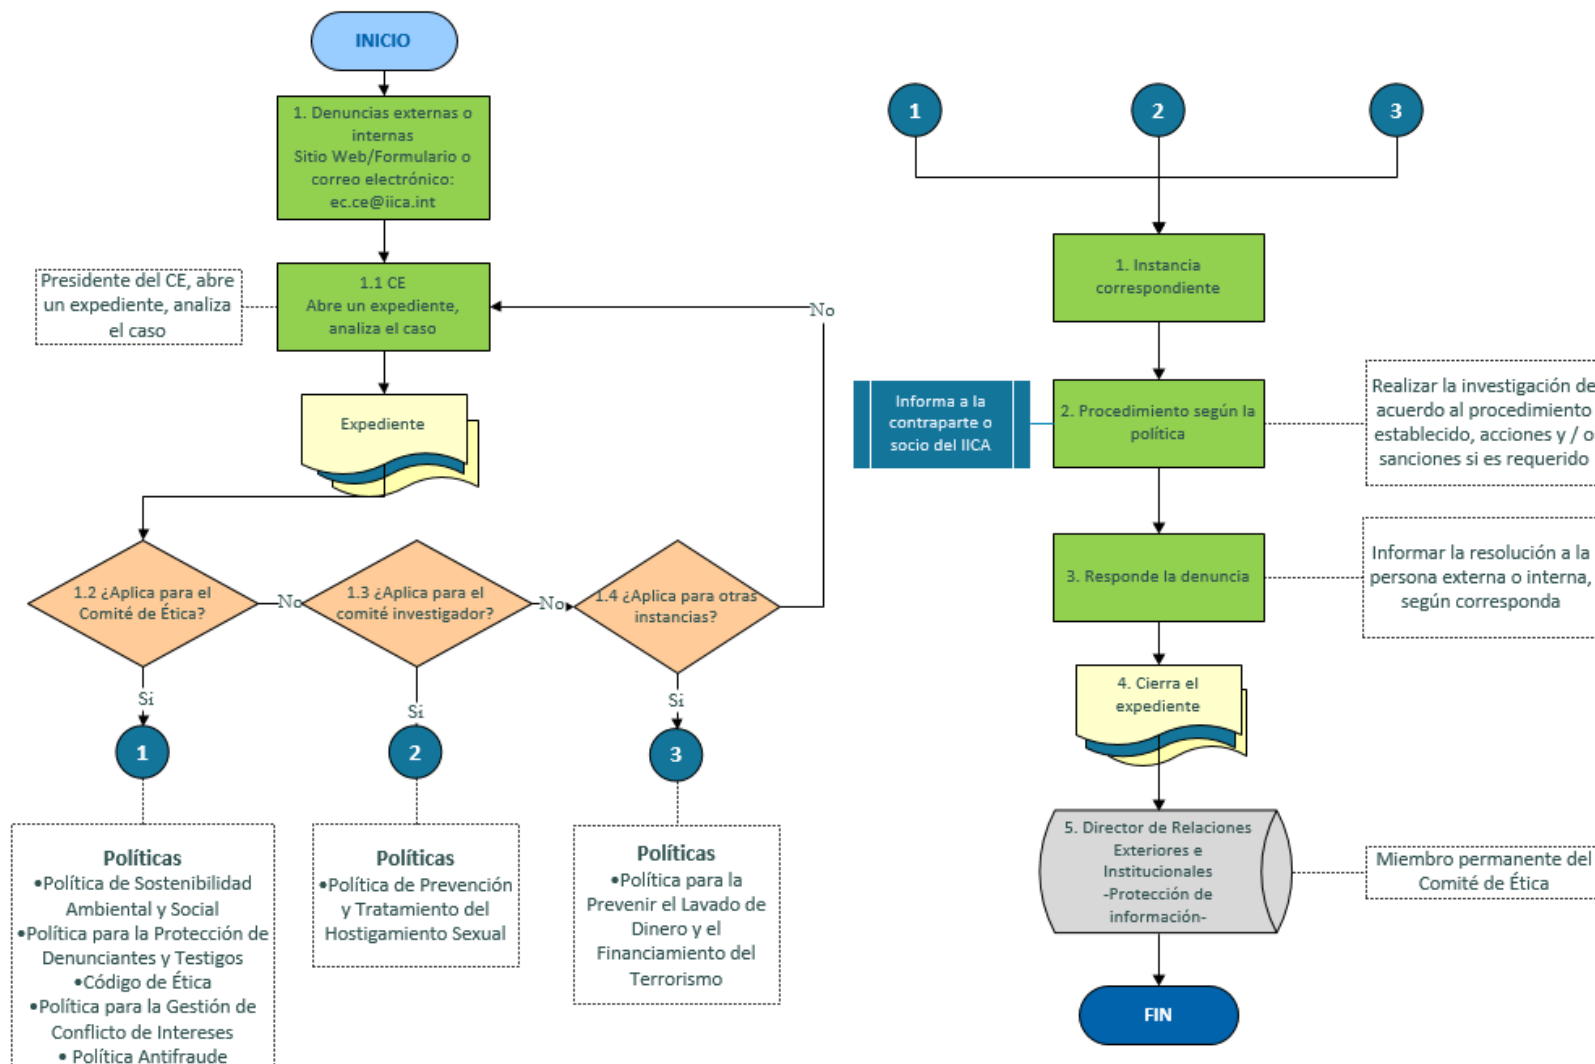 INICIO
1. Denuncias externas o
internas
Sitio Web/Formulario o
correo electrónico:
ec.ce@iica.int
Presidente del CE, abre
un expediente, analiza
el caso
1.1 CE
Abre un expediente,
analiza el caso
No
Expediente
1.2 ¿Aplica para el
Comité de Ética?
No
1.3 ¿Aplica para el
comité investigador?
No
1.4 ¿Aplica para otras
instancias?
Si
Si
Si
1
2
3
Políticas
•Política de Sostenibilidad
Ambiental y Social
•Política para la Protección de
Denunciantes y Testigos
•Código de Ética
•Política para la Gestión de
Conflicto de Intereses
• Política Antifraude
Políticas
•Política de Prevención
y Tratamiento del
Hostigamiento Sexual
Políticas
•Política para la
Prevenir el Lavado de
Dinero y el
Financiamiento del
Terrorismo
1
2
3
1. Instancia
correspondiente
Informa a la
contraparte o
socio del IICA
2. Procedimiento según la
política
Realizar la investigación de
acuerdo al procedimiento
establecido, acciones y / o
sanciones si es requerido
3. Responde la denuncia
Informar la resolución a la
persona externa o interna,
según corresponda
4. Cierra el
expediente
5. Director de Relaciones
Exteriores e
Institucionales
-Protección de
información-
Miembro permanente del
Comité de Ética
FIN